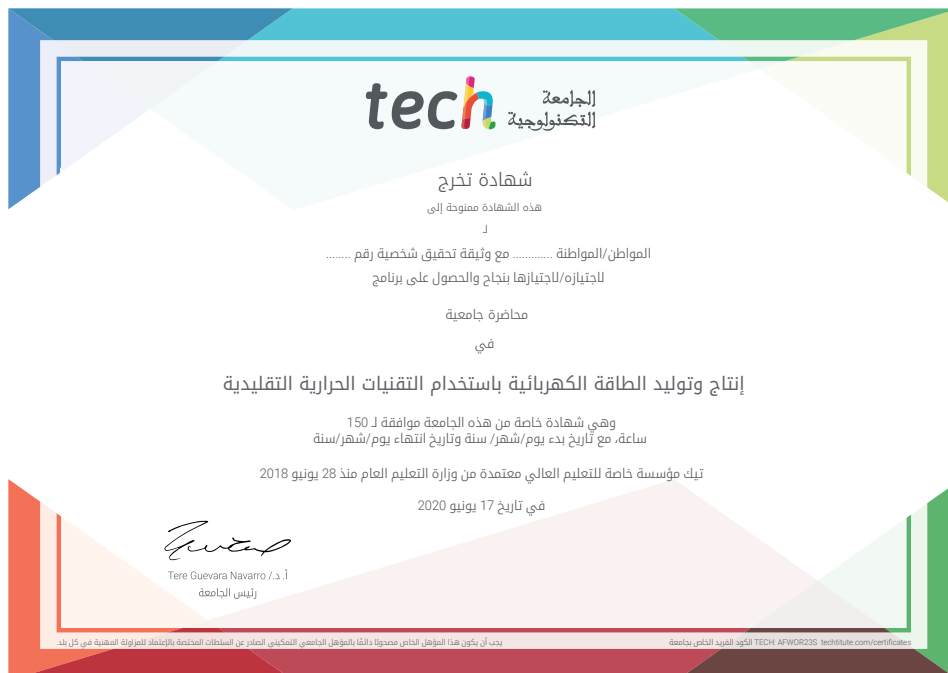 tech الجامعة
التكنولوجية
شهادة تخرج
هذه الشهادة ممنوحة إلى
لـ
المواطن/المواطنة ............ مع وثيقة تحقيق شخصية رقم ........
لاجتيازه/لاجتيازها بنجاح والحصول على برنامج
محاضرة جامعية
في
إنتاج وتوليد الطاقة الكهربائية باستخدام التقنيات الحرارية التقليدية
وهي شهادة خاصة من هذه الجامعة موافقة لـ 150
ساعة، مع تاريخ بدء يوم/شهر/ سنة وتاريخ انتهاء يوم/شهر/سنة
تيك مؤسسة خاصة للتعليم العالي معتمدة من وزارة التعليم العام منذ 28 يونيو 2018
في تاريخ 17 يونيو 2020
أ. د./ Tere Guevara Navarro
رئيس الجامعة
يجب أن يكون هذا المؤهل الخاص مصحوبًا دائمًا بالمؤهل الجامعي التمكيني الصادر عن السلطات المختصة بالإعتماد للمزاولة المهنية في كل بلد.
الكود الفريد الخاص بجامعة TECH: AFWOR23S techtitute.com/certificates